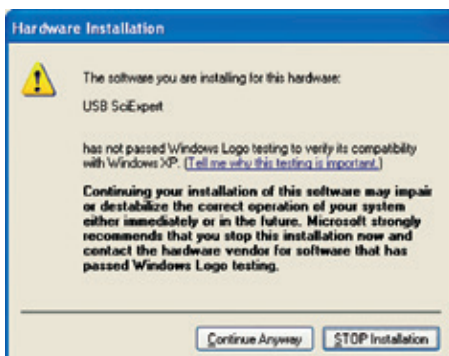 Hardware Installation
The software you are installing for this hardware:
USB SciExpert
has not passed Windows Logo testing to verify its compatibility
with Windows XP. (Tell me why this testing is important.)
Continuing your installation of this software may impair
or destabilize the correct operation of your system
either immediately or in the future. Microsoft strongly
recommends that you stop this installation now and
contact the hardware vendor for software that has
passed Windows Logo testing.
Continue Anyway
STOP Installation